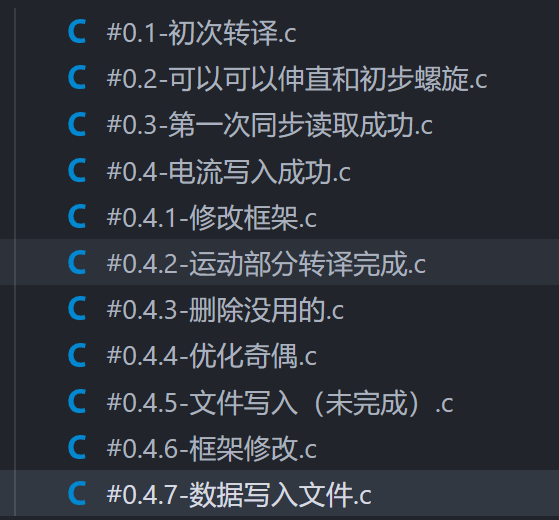 #0.1-初次转译.c
#0.2-可以可以伸直和初步螺旋.c
#0.3-第一次同步读取成功.c
#0.4-电流写入成功.c
#0.4.1-修改框架.c
#0.4.2-运动部分转译完成.c
#0.4.3-删除没用的.c
#0.4.4-优化奇偶.c
#0.4.5-文件写入（未完成）.c
#0.4.6-框架修改.c
#0.4.7-数据写入文件.c